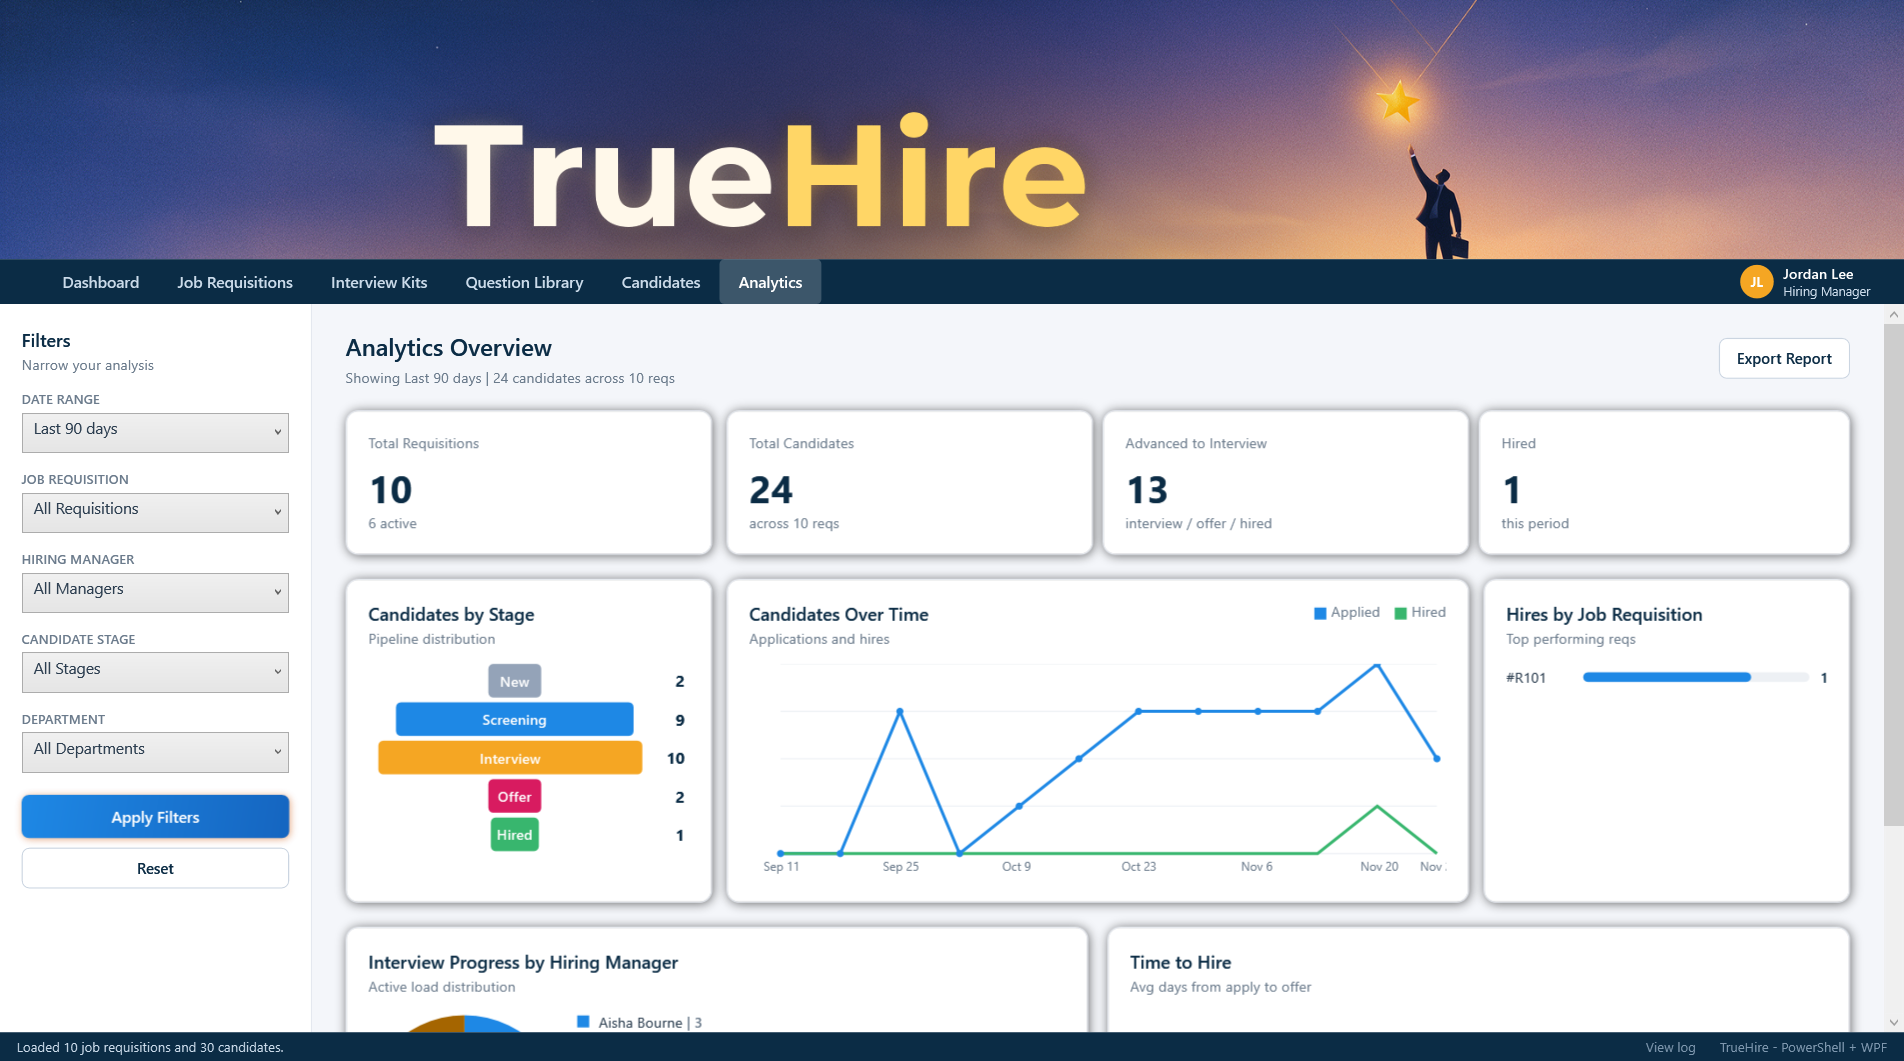 TrueHire
Dashboard
Job Requisitions
Interview Kits
Question Library
Candidates
Analytics
JL
Jordan Lee
Hiring Manager
Filters
Narrow your analysis
DATE RANGE
Last 90 days
JOB REQUISITION
All Requisitions
HIRING MANAGER
All Managers
CANDIDATE STAGE
All Stages
DEPARTMENT
All Departments
Apply Filters
Reset
Analytics Overview
Showing Last 90 days | 24 candidates across 10 reqs
Export Report
Total Requisitions
10
6 active
Total Candidates
24
across 10 reqs
Advanced to Interview
13
interview / offer / hired
Hired
1
this period
Candidates by Stage
Pipeline distribution
New 2
Screening 9
Interview 10
Offer 2
Hired 1
Candidates Over Time
Applications and hires
Applied Hired
Sep 11 Sep 25 Oct 9 Oct 23 Nov 6 Nov 20 Nov
Hires by Job Requisition
Top performing reqs
#R101 1
Interview Progress by Hiring Manager
Active load distribution
Aisha Bourne | 3
Time to Hire
Avg days from apply to offer
Loaded 10 job requisitions and 30 candidates.
View log
TrueHire - PowerShell + WPF